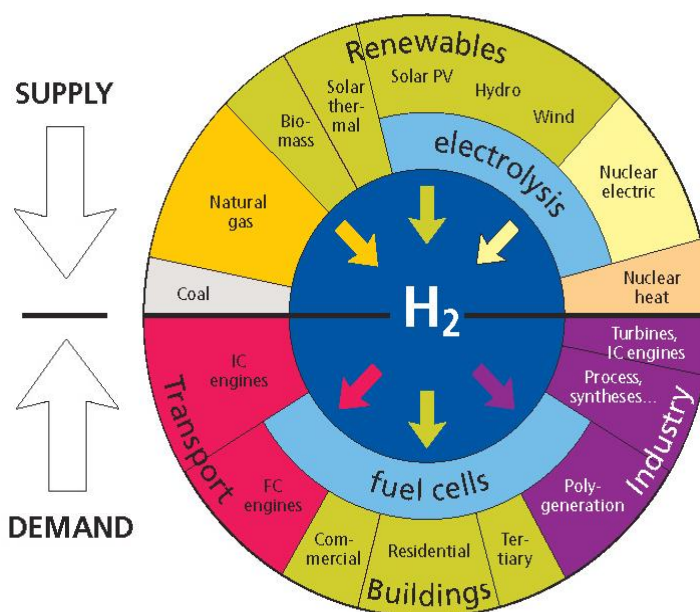 SUPPLY
Renewables
Solar PV
Hydro
Wind
Solar
ther-
mal
Bio-
mass
electrolysis
Nuclear
electric
Natural
gas
Coal
Nuclear
heat
H2
Turbines,
IC engines
IC
engines
Process,
syntheses...
Transport
Industry
fuel cells
FC
engines
Poly-
generation
Com-
mercial
Residential
Ter-
tiary
Buildings
DEMAND